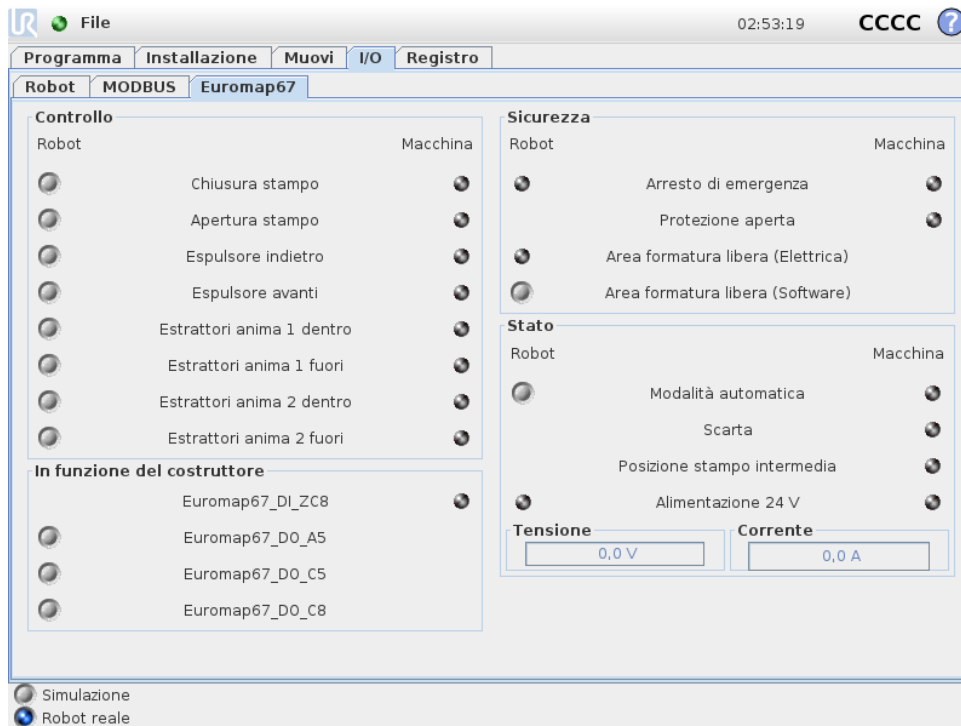 UR File 02:53:19 CCCC ?
Programma Installazione Muovi I/O Registro
Robot MODBUS Euromap67
Controllo
Robot Macchina
Chiusura stampo
Apertura stampo
Espulsore indietro
Espulsore avanti
Estrattori anima 1 dentro
Estrattori anima 1 fuori
Estrattori anima 2 dentro
Estrattori anima 2 fuori
In funzione del costruttore
Euromap67_DI_ZC8
Euromap67_DO_A5
Euromap67_DO_C5
Euromap67_DO_C8
Sicurezza
Robot Macchina
Arresto di emergenza
Protezione aperta
Area formatura libera (Elettrica)
Area formatura libera (Software)
Stato
Robot Macchina
Modalità automatica
Scarta
Posizione stampo intermedia
Alimentazione 24 V
Tensione Corrente
0,0 V 0,0 A
Simulazione
Robot reale